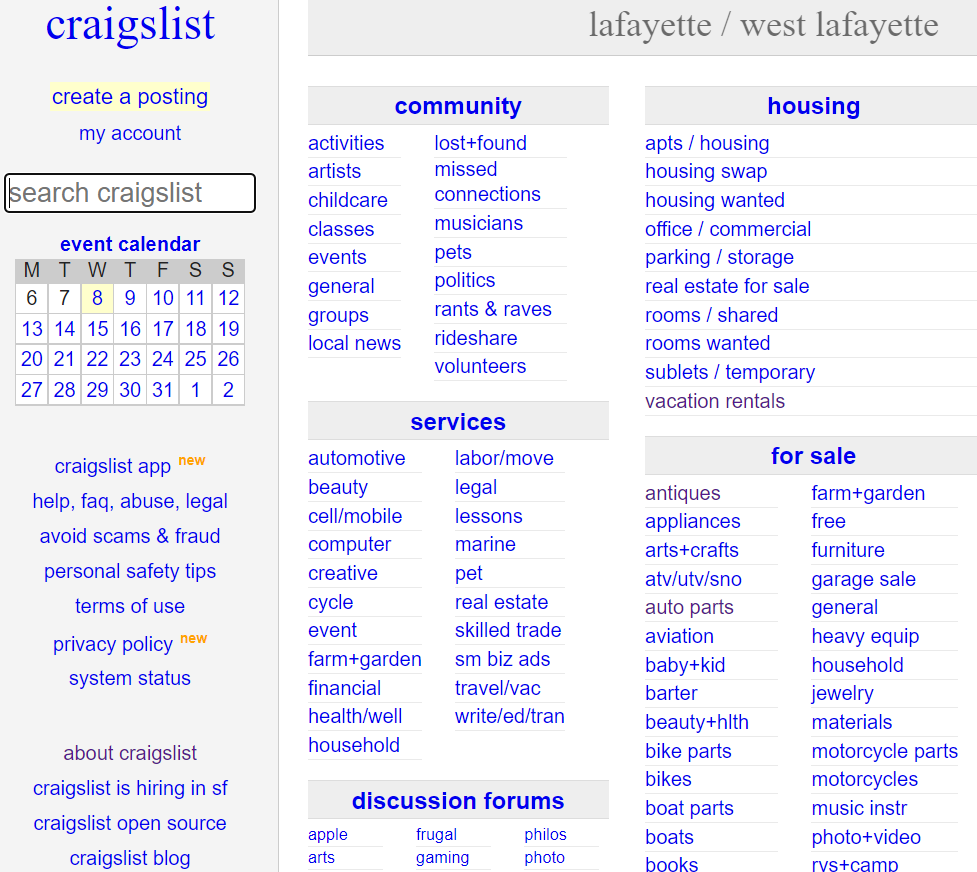 craigslist
create a posting
my account
search craigslist
event calendar
M T W T F S S
6 7 8 9 10 11 12
13 14 15 16 17 18 19
20 21 22 23 24 25 26
27 28 29 30 31 1 2
craigslist app new
help, faq, abuse, legal
avoid scams & fraud
personal safety tips
terms of use
privacy policy new
system status
about craigslist
craigslist is hiring in sf
craigslist open source
craigslist blog
lafayette / west lafayette
community
activities
artists
childcare
classes
events
general
groups
local news
lost+found
missed
connections
musicians
pets
politics
rants & raves
rideshare
volunteers
services
automotive
beauty
cell/mobile
computer
creative
cycle
event
farm+garden
financial
health/well
household
labor/move
legal
lessons
marine
pet
real estate
skilled trade
sm biz ads
travel/vac
write/ed/tran
discussion forums
apple
arts
frugal
gaming
philos
photo
housing
apts / housing
housing swap
housing wanted
office / commercial
parking / storage
real estate for sale
rooms / shared
rooms wanted
sublets / temporary
vacation rentals
for sale
antiques
appliances
arts+crafts
atv/utv/sno
auto parts
aviation
baby+kid
barter
beauty+hlth
bike parts
bikes
boat parts
boats
books
farm+garden
free
furniture
garage sale
general
heavy equip
household
jewelry
materials
motorcycle parts
motorcycles
music instr
photo+video
rvs+camp